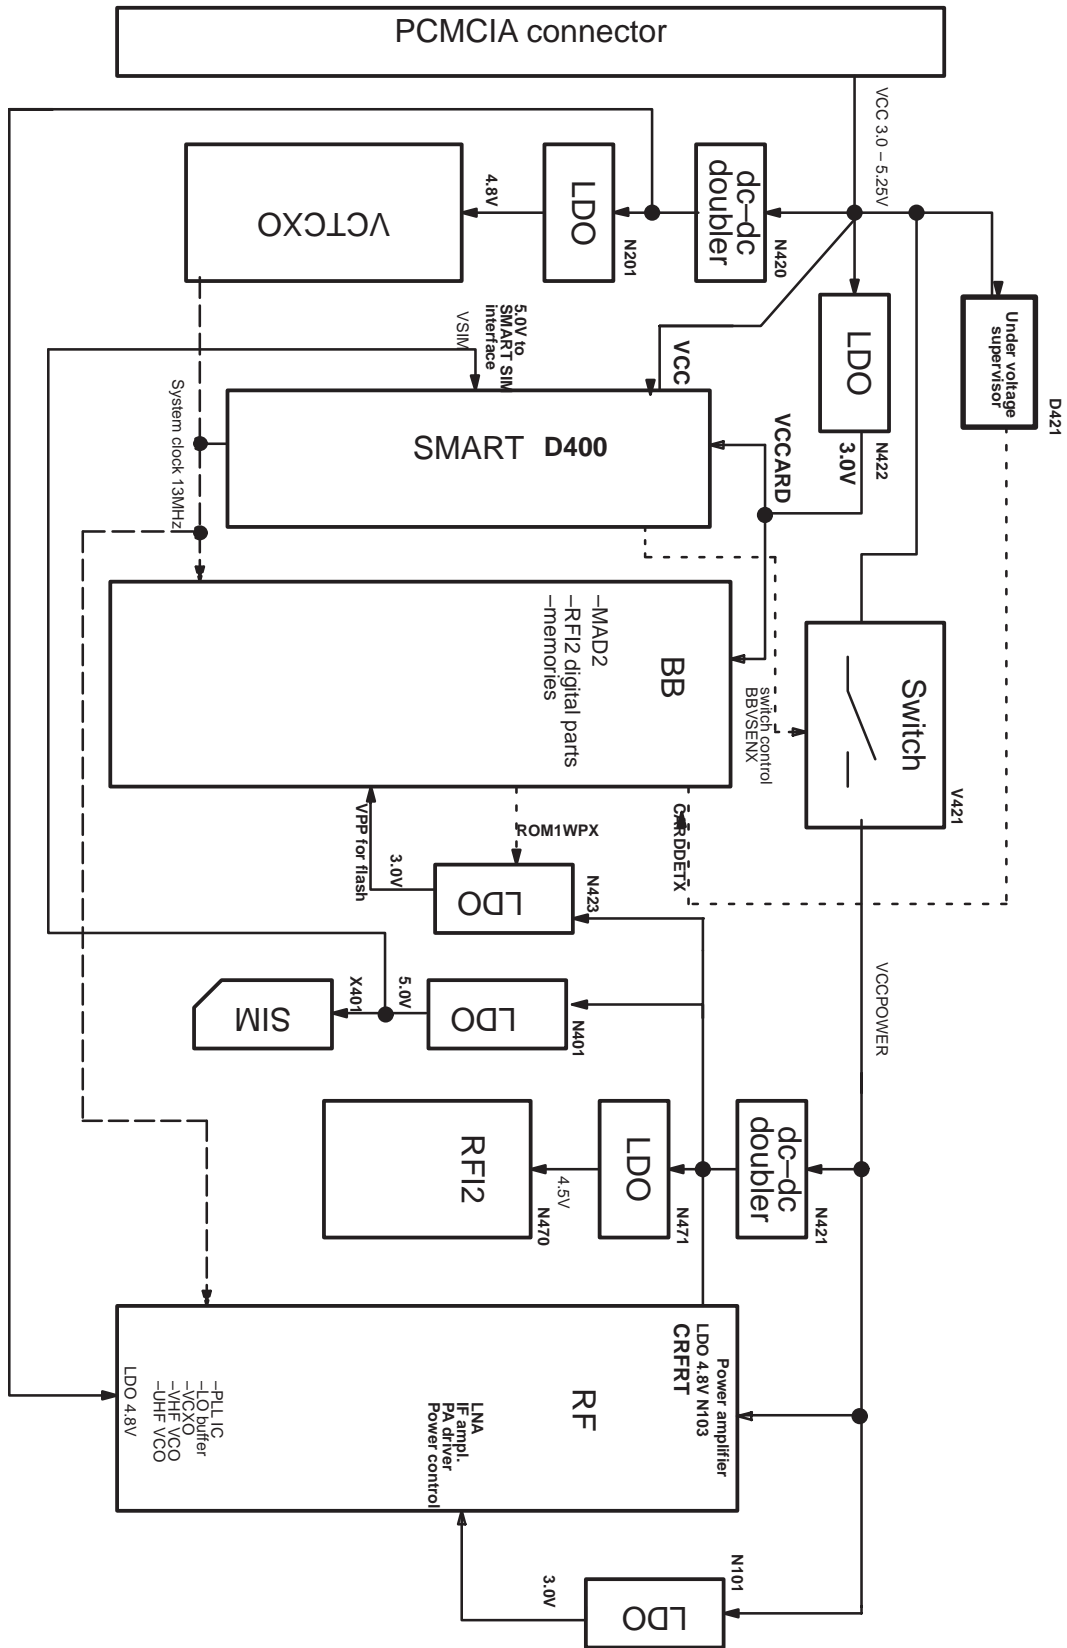 PCMCIA connector
VCC 3.0 – 5.25V
VCTCXO
4.8V
LDO
N201
dc–dc
doubler
N420
LDO
N422
3.0V
Under voltage
supervisor
D421
5.0V to
SMART SIM
interface
VSIM
VCC
VCCARD
System clock 13MHz
SMART D400
BB
–MAD2
–RFI2 digital parts
–memories
switch control
BBVSENX
Switch
V421
VPP for flash
3.0V
ROM1WPX
CARDDETX
LDO
N423
VCCPOWER
SIM
X401
5.0V
LDO
N401
RFI2
N470
4.5V
LDO
N471
dc–dc
doubler
N421
Power amplifier
LDO 4.8V N103
CRFRT
RF
LNA
IF ampl.
PA driver
Power control
–PLL IC
–LO buffer
–VCXO
–VHF VCO
–UHF VCO
LDO 4.8V
3.0V
LDO
N101